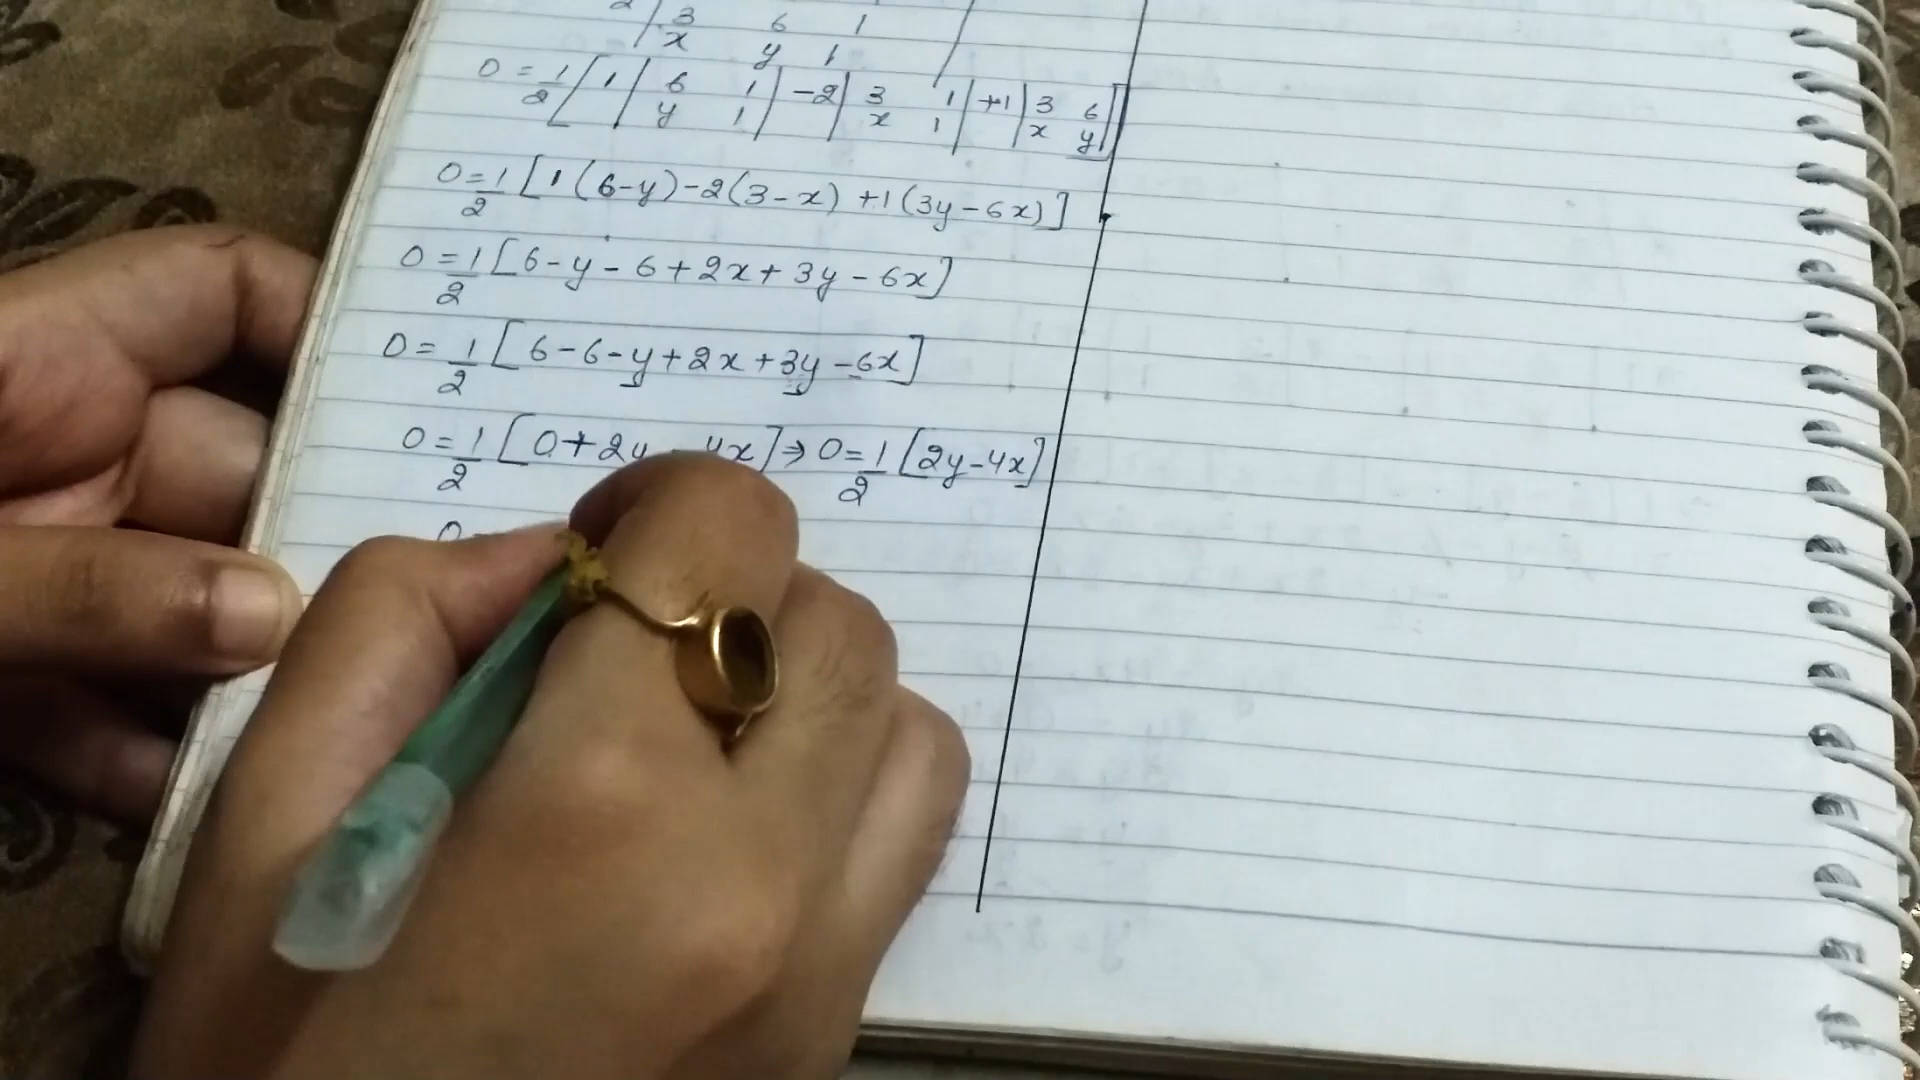 2 | 3 6 1 |
x y 1
0 = 1/2 [ 1 | 6 1 | -2 | 3 1 | +1 | 3 6 | ]
y 1 x 1 x y
0 = 1/2 [ 1 (6-y) -2(3-x) +1(3y-6x) ]
0 = 1/2 [ 6-y-6+2x+3y-6x ]
0 = 1/2 [ 6-6-y+2x+3y-6x ]
0 = 1/2 [ 0+2y-4x ] ⇒ 0 = 1/2 [ 2y-4x ]
0 =